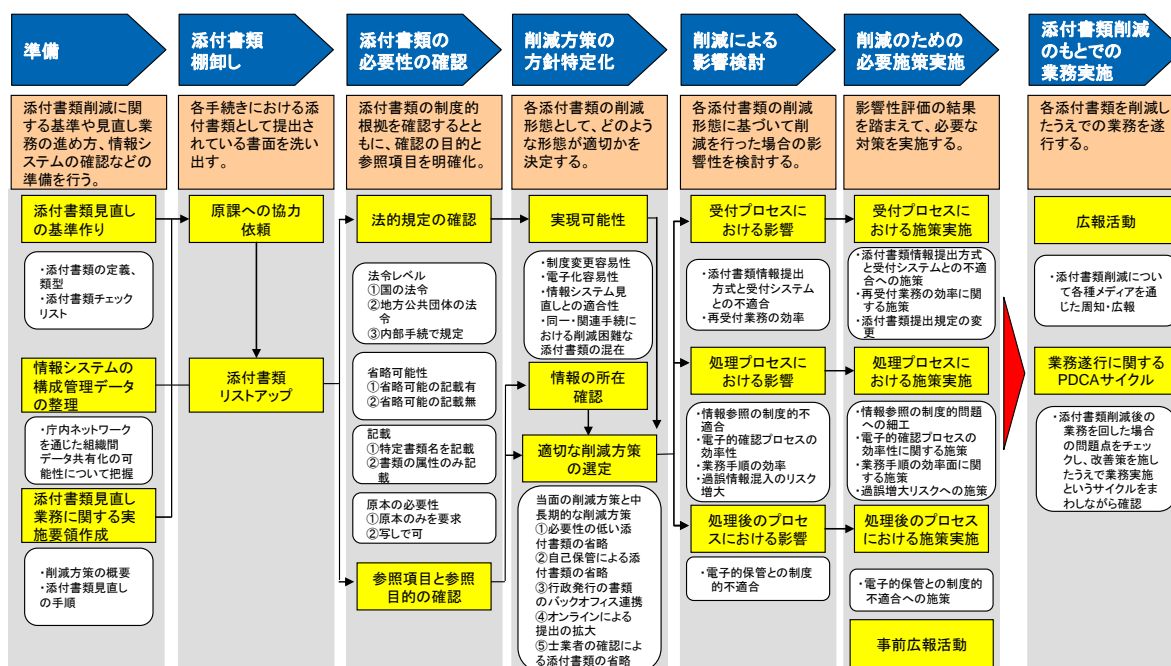 準備
添付書類削減に関
する基準や見直し業
務の進め方、情報シ
ステムの確認などの
準備を行う。
添付書類見直し
の基準作り
・添付書類の定義、
類型
・添付書類チェック
リスト
情報システムの
構成管理データ
の整理
・庁内ネットワーク
を通じた組織間
データ共有化の可
能性について把握
添付書類見直し
業務に関する実
施要領作成
・削減方策の概要
・添付書類見直し
の手順
添付書類
棚卸し
各手続きにおける添
付書類として提出さ
れている書面を洗い
出す。
原課への協力
依頼
添付書類
リストアップ
添付書類の
必要性の確認
添付書類の制度的
根拠を確認するとと
もに、確認の目的と
参照項目を明確化。
法的規定の確認
法令レベル
①国の法令
②地方公共団体の法
令
③内部手続で規定
省略可能性
①省略可能の記載有
②省略可能の記載無
記載
①特定書類名を記載
②書類の属性のみ記
載
原本の必要性
①原本のみを要求
②写しで可
参照項目と参照
目的の確認
削減方策の
方針特定化
各添付書類の削減
形態として、どのよう
な形態が適切かを
決定する。
実現可能性
・制度変更容易性
・電子化容易性
・情報システム見
直しとの適合性
・同一・関連手続に
おける削減困難な
添付書類の混在
情報の所在
確認
適切な削減方策
の選定
当面の削減方策と中
長期的な削減方策
①必要性の低い添
付書類の省略
②自己保管による添
付書類の省略
③行政発行の書類
のバックオフィス連携
④オンラインによる
提出の拡大
⑤士業者の確認によ
る添付書類の省略
削減による
影響検討
各添付書類の削減
形態に基づいて削
減を行った場合の影
響性を検討する。
受付プロセスに
おける影響
・添付書類情報提出
方式と受付システム
との不適合
・再受付業務の効率
処理プロセスに
おける影響
・情報参照の制度的不
適合
・電子的確認プロセスの
効率性
・業務手順の効率
・過誤情報混入のリスク
増大
処理後のプロセ
スにおける影響
・電子的保管との制度
的不適合
削減のための
必要施策実施
影響性評価の結果
を踏まえて、必要な
対策を実施する。
受付プロセスに
おける施策実施
・添付書類情報提出方式
と受付システムとの不適
合への施策
・再受付業務の効率に関
する施策
・添付書類提出規定の変
更
処理プロセスに
おける施策実施
・情報参照の制度的問題
への細工
・電子的確認プロセスの
効率性に関する施策
・業務手順の効率面に関
する施策
・過誤増大リスクへの施策
処理後のプロセス
における施策実施
・電子的保管との制度的
不適合への施策
事前広報活動
添付書類削減
のもとでの
業務実施
各添付書類を削減し
たうえでの業務を遂
行する。
広報活動
・添付書類削減につい
て各種メディアを通
じた周知・広報
業務遂行に関する
PDCAサイクル
・添付書類削減後の
業務を回した場合
の問題点をチェッ
クし、改善策を施し
たうえで業務実施
というサイクルをま
わしながら確認